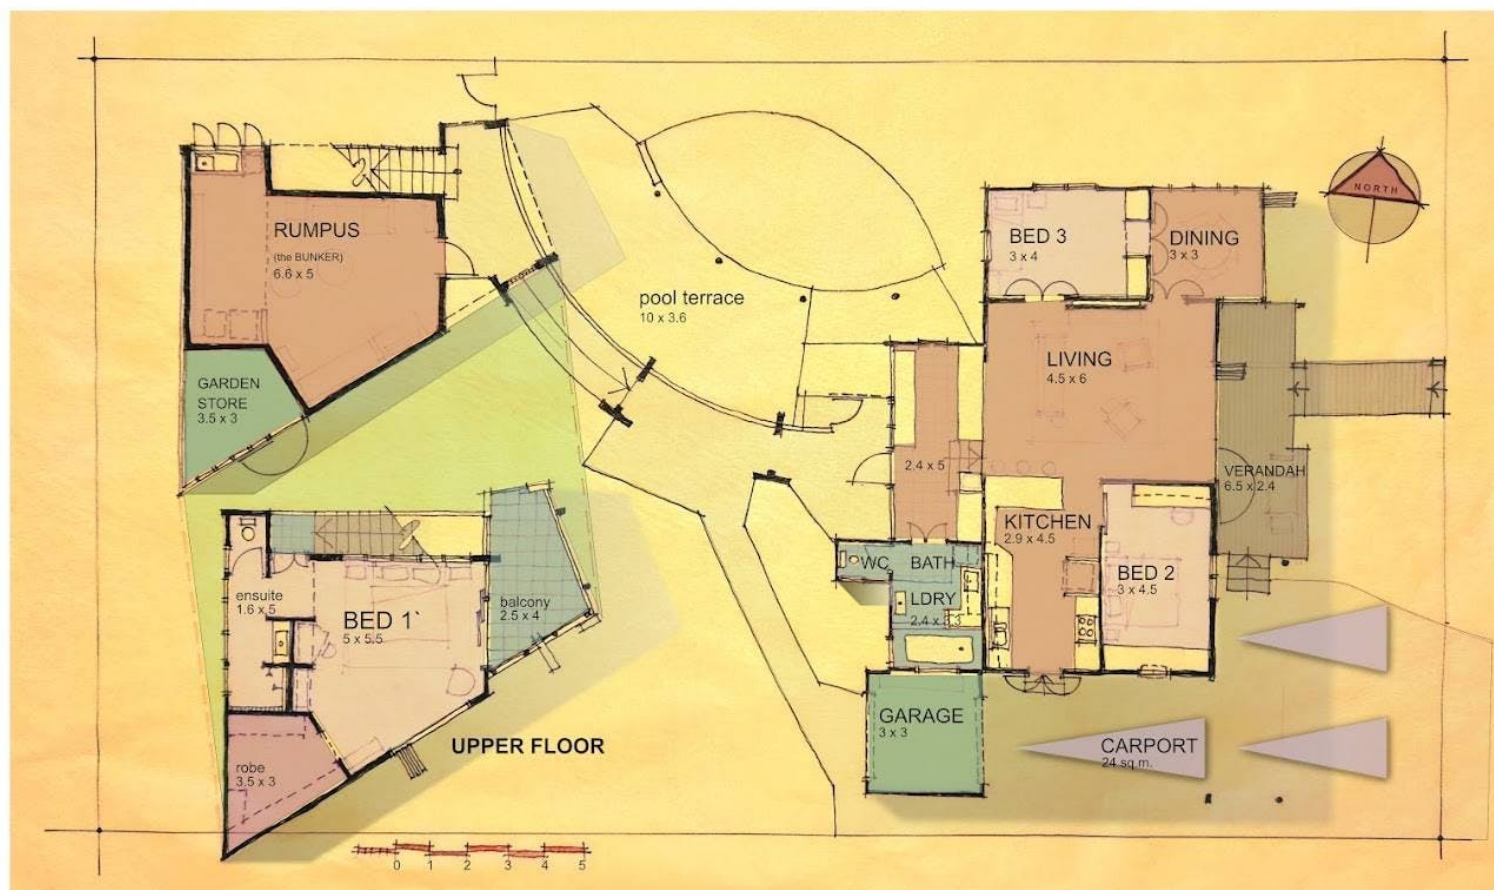 NORTH
RUMPUS
(the BUNKER)
6.6 x 5
BED 3
3 x 4
DINING
3 x 3
pool terrace
10 x 3.6
LIVING
4.5 x 6
GARDEN
STORE
3.5 x 3
2.4 x 5
VERANDAH
6.5 x 2.4
KITCHEN
2.9 x 4.5
WC
BATH
BED 2
3 x 4.5
LDRY
ensuite
1.6 x 5
BED 1`
5 x 5.5
balcony
2.5 x 4
GARAGE
3 x 3
UPPER FLOOR
CARPORT
24 sq.m.
robe
3.5 x 3
0 1 2 3 4 5